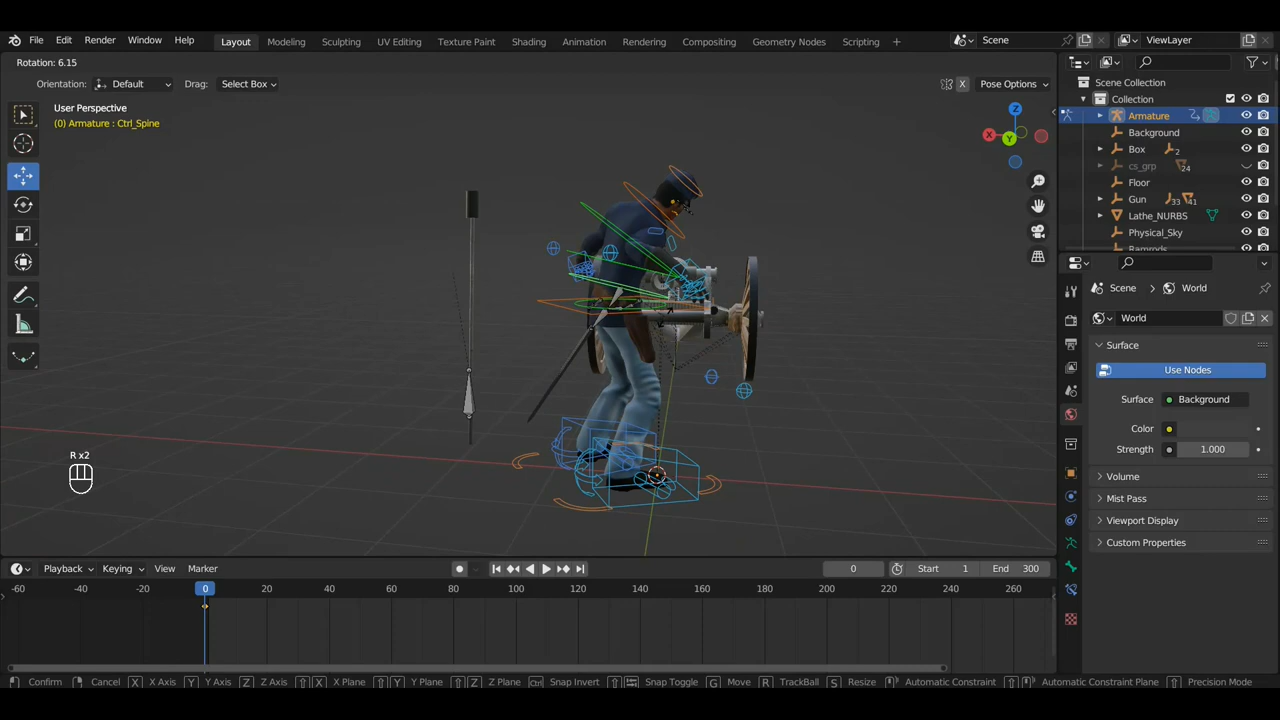 File Edit Render Window Help Layout Modeling Sculpting UV Editing Texture Paint Shading Animation Rendering Compositing Geometry Nodes Scripting + Scene ViewLayer
Rotation: 6.15
Orientation: Default Drag: Select Box X Pose Options
User Perspective
(0) Armature : Ctrl_Spine
Z
X
Y
R x2
Scene Collection
Collection
Armature
Background
Box 2
cs_grp 24
Floor
Gun 33 41
Lathe_NURBS
Physical_Sky
Ramrods
Scene > World
World
Surface
Use Nodes
Surface Background
Color
Strength 1.000
Volume
Mist Pass
Viewport Display
Custom Properties
Playback Keying View Marker 0 Start 1 End 300
-60 -40 -20 0 20 40 60 80 100 120 140 160 180 200 220 240 260
Confirm Cancel X X Axis Y Y Axis Z Z Axis X X Plane Y Y Plane Z Z Plane Ctrl Snap Invert Snap Toggle G Move R TrackBall S Resize Automatic Constraint Automatic Constraint Plane Precision Mode